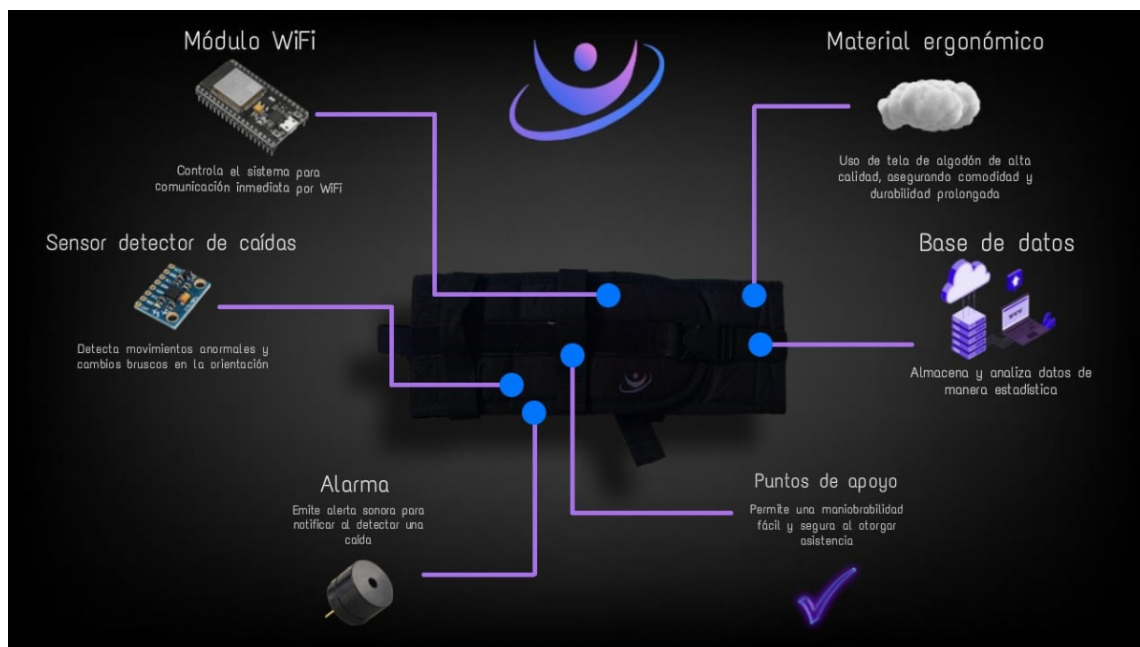 Módulo WiFi
Controla el sistema para
comunicación inmediata por WiFi
Sensor detector de caídas
Detecta movimientos anormales y
cambios bruscos en la orientación
Alarma
Emite alerta sonora para
notificar al detectar una
caída
Material ergonómico
Uso de tela de algodón de alta
calidad, asegurando comodidad y
durabilidad prolongada
Base de datos
Almacena y analiza datos de
manera estadística
Puntos de apoyo
Permite una maniobrabilidad
fácil y segura al otorgar
asistencia